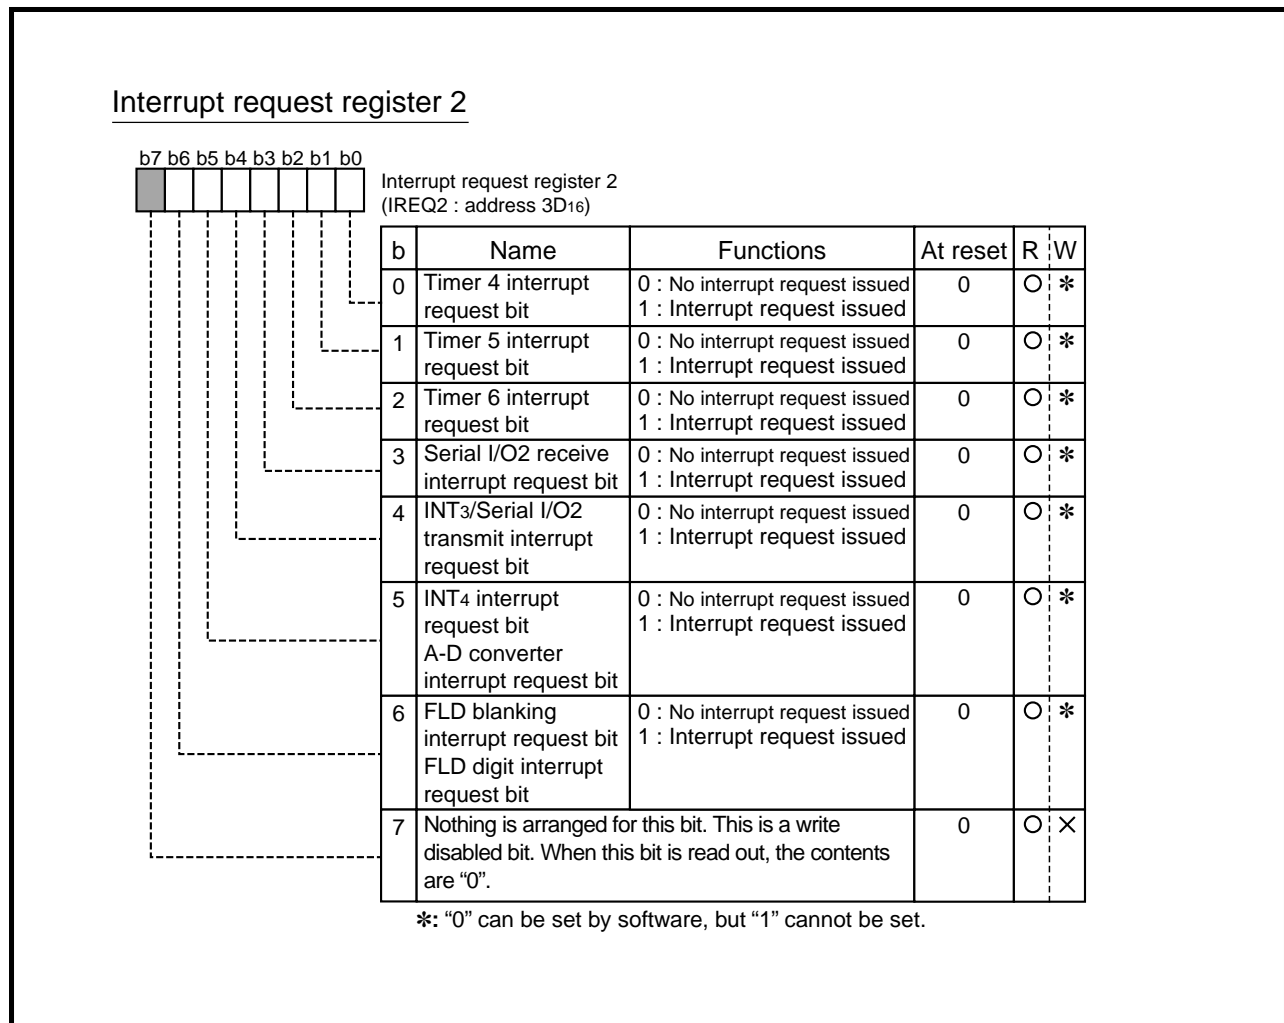 Interrupt request register 2
b7 b6 b5 b4 b3 b2 b1 b0
Interrupt request register 2
(IREQ2 : address 3D16)
b Name Functions At reset R W
0 Timer 4 interrupt 0 : No interrupt request issued 0 ○ ✻
request bit 1 : Interrupt request issued
1 Timer 5 interrupt 0 : No interrupt request issued 0 ○ ✻
request bit 1 : Interrupt request issued
2 Timer 6 interrupt 0 : No interrupt request issued 0 ○ ✻
request bit 1 : Interrupt request issued
3 Serial I/O2 receive 0 : No interrupt request issued 0 ○ ✻
interrupt request bit 1 : Interrupt request issued
4 INT3/Serial I/O2 0 : No interrupt request issued 0 ○ ✻
transmit interrupt 1 : Interrupt request issued
request bit
5 INT4 interrupt 0 : No interrupt request issued 0 ○ ✻
request bit 1 : Interrupt request issued
A-D converter
interrupt request bit
6 FLD blanking 0 : No interrupt request issued 0 ○ ✻
interrupt request bit 1 : Interrupt request issued
FLD digit interrupt
request bit
7 Nothing is arranged for this bit. This is a write 0 ○ ×
disabled bit. When this bit is read out, the contents
are “0”.
✻: “0” can be set by software, but “1” cannot be set.